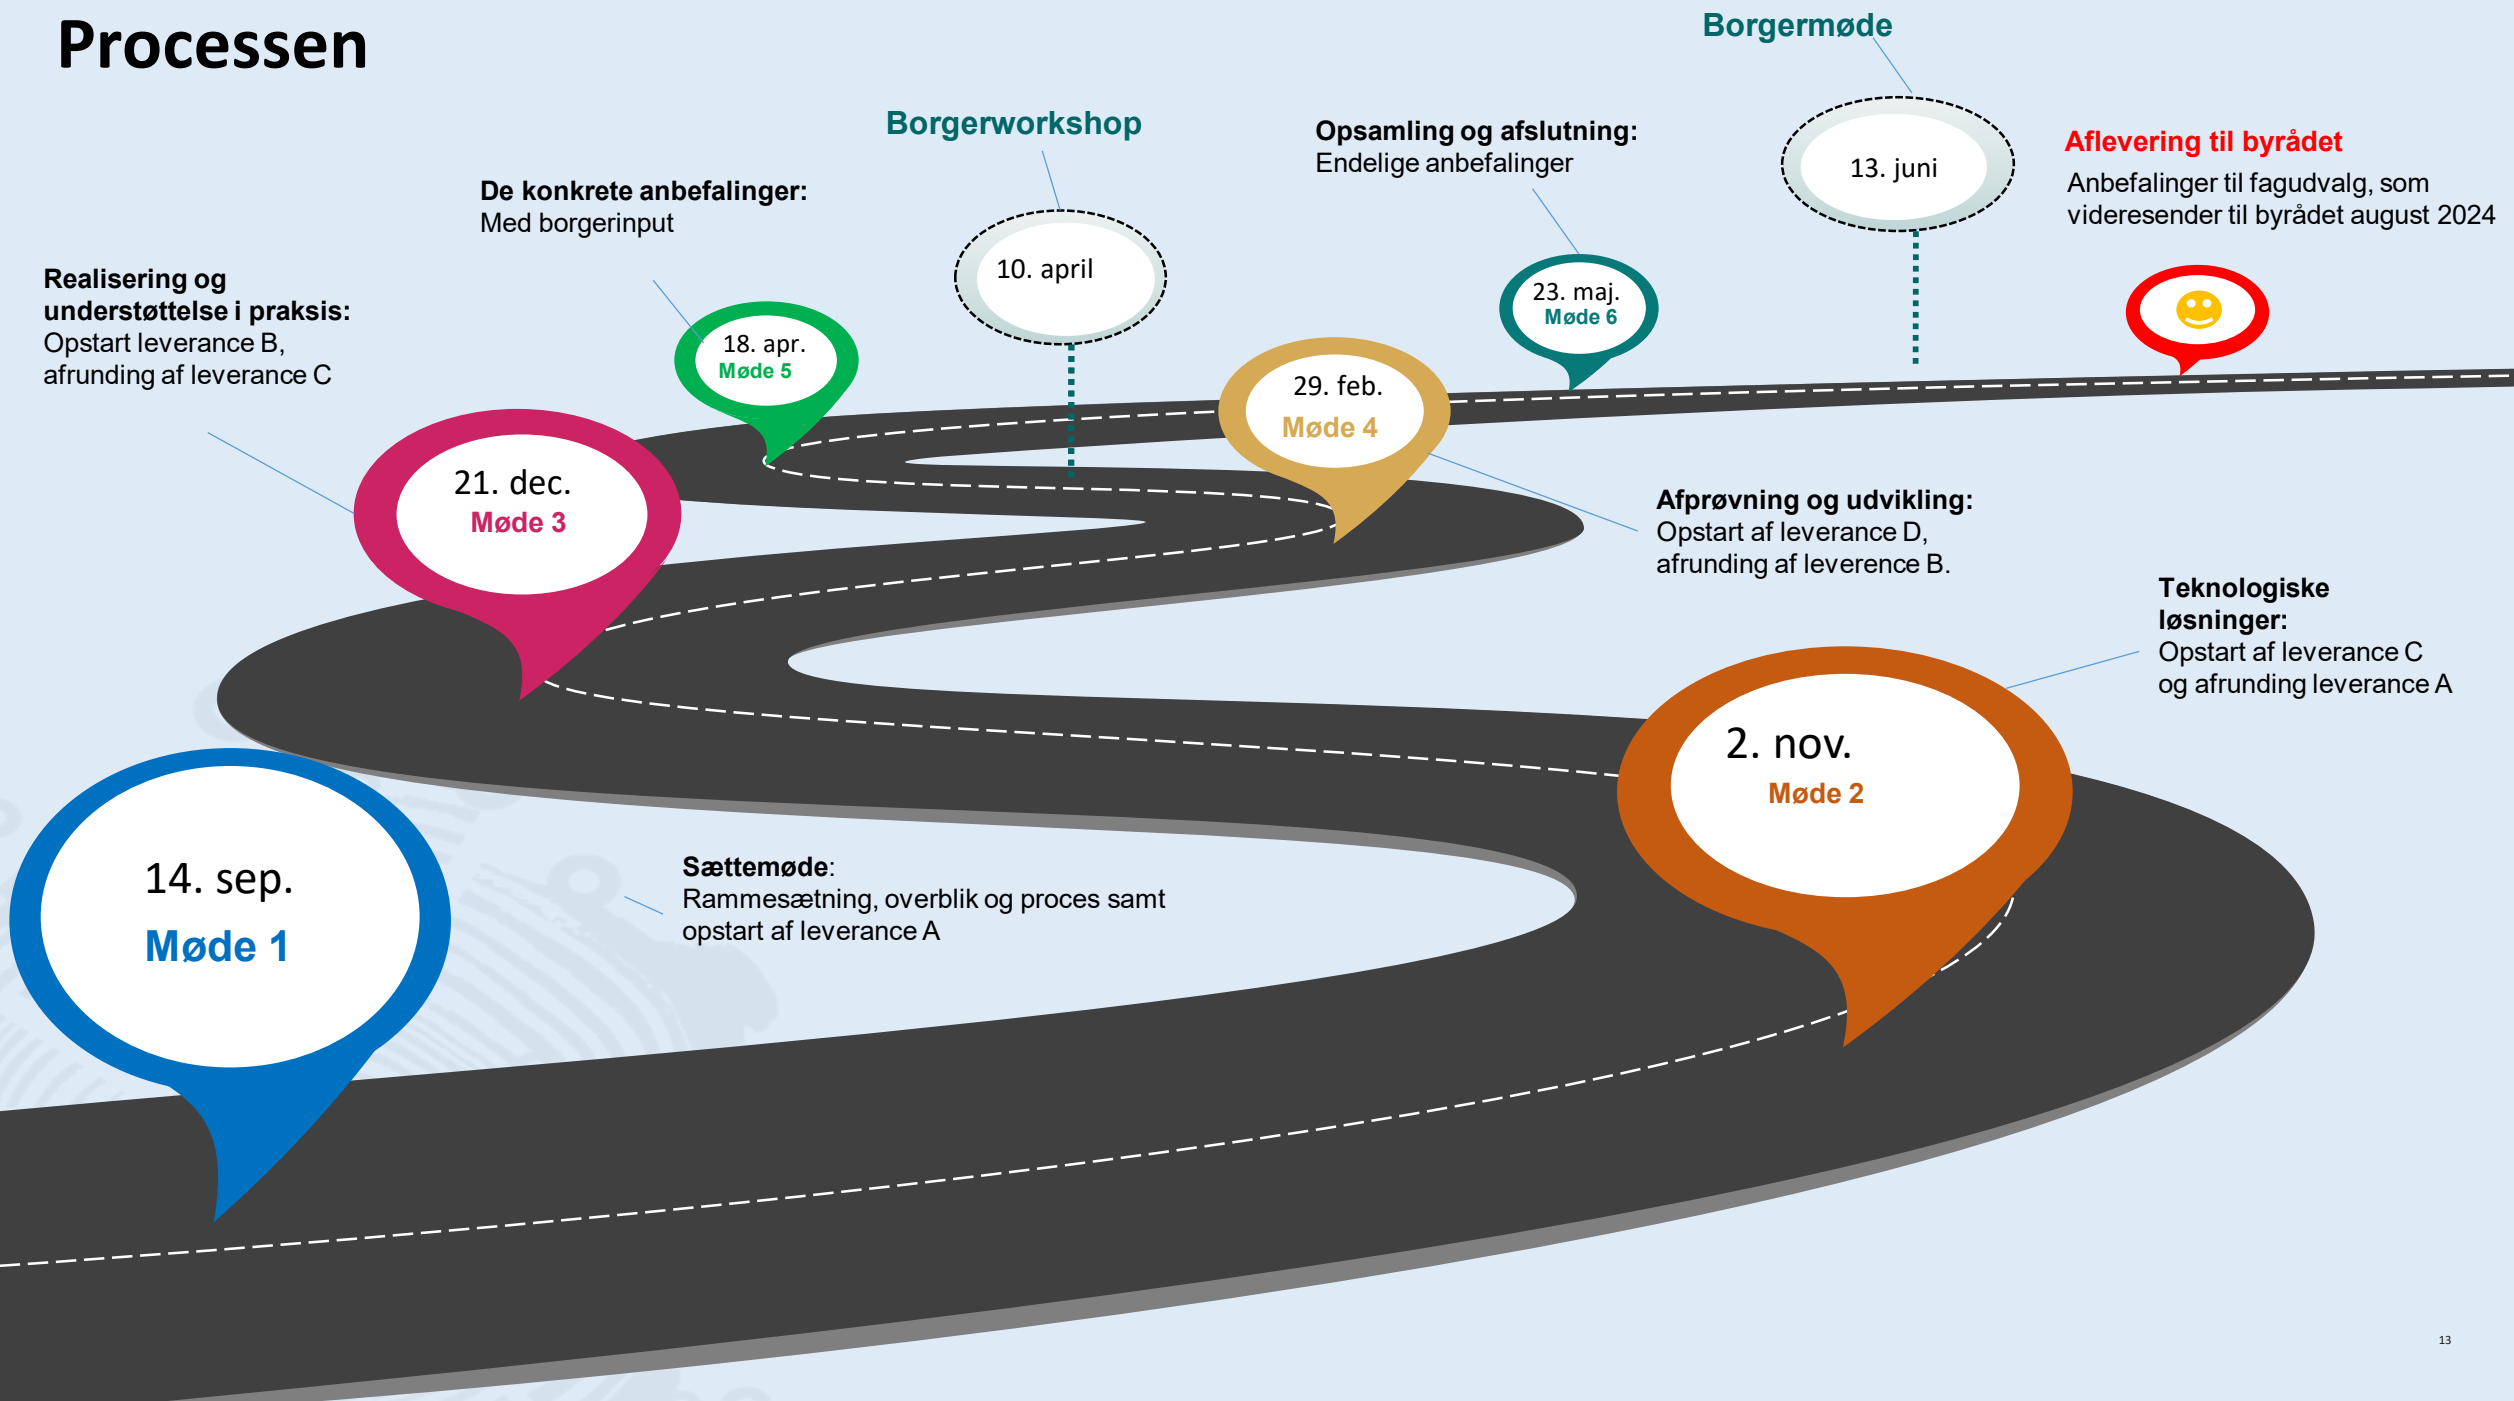 Processen
Borgermøde
Borgerworkshop
Opsamling og afslutning:
Endelige anbefalinger
13. juni
Aflevering til byrådet
Anbefalinger til fagudvalg, som
videresender til byrådet august 2024
De konkrete anbefalinger:
Med borgerinput
10. april
Realisering og
understøttelse i praksis:
Opstart leverance B,
afrunding af leverance C
18. apr.
Møde 5
23. maj.
Møde 6
29. feb.
Møde 4
21. dec.
Møde 3
Afprøvning og udvikling:
Opstart af leverance D,
afrunding af leverence B.
Teknologiske
løsninger:
Opstart af leverance C
og afrunding leverance A
2. nov.
Møde 2
14. sep.
Møde 1
Sættemøde:
Rammesætning, overblik og proces samt
opstart af leverance A
13